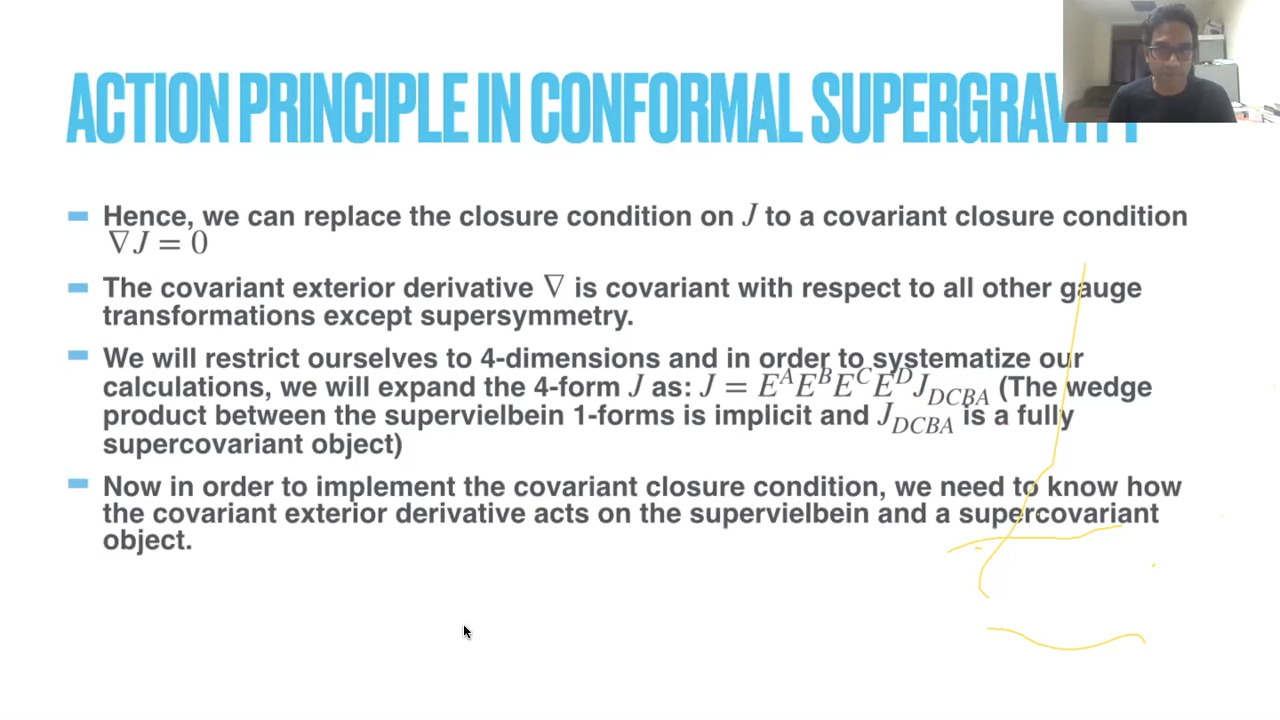 ACTION PRINCIPLE IN CONFORMAL SUPERGRAVITY
Hence, we can replace the closure condition on J to a covariant closure condition
∇J = 0
The covariant exterior derivative ∇ is covariant with respect to all other gauge
transformations except supersymmetry.
We will restrict ourselves to 4-dimensions and in order to systematize our
calculations, we will expand the 4-form J as: J = E^A E^B E^C E^D J_{DCBA} (The wedge
product between the supervielbein 1-forms is implicit and J_{DCBA} is a fully
supercovariant object)
Now in order to implement the covariant closure condition, we need to know how
the covariant exterior derivative acts on the supervielbein and a supercovariant
object.